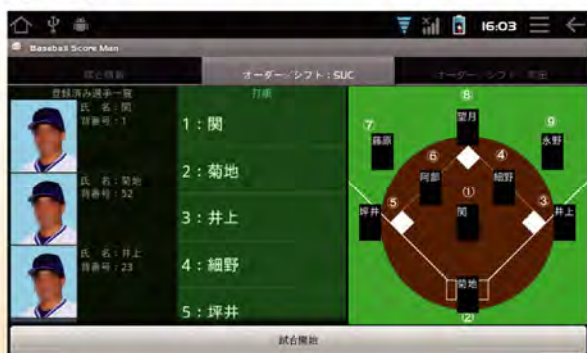 16:03
Baseball Score Man
試合情報
オーダー/シフト:SUC
登録済み選手一覧
打順
氏 名:関
背番号:1
氏 名:菊地
背番号:52
氏 名:井上
背番号:23
1:関
2:菊地
3:井上
4:細野
5:坪井
⑧
望月
⑦
藤原
⑨
永野
⑥
阿部
④
細野
⑤
坪井
①
関
③
井上
菊地
②
試合開始